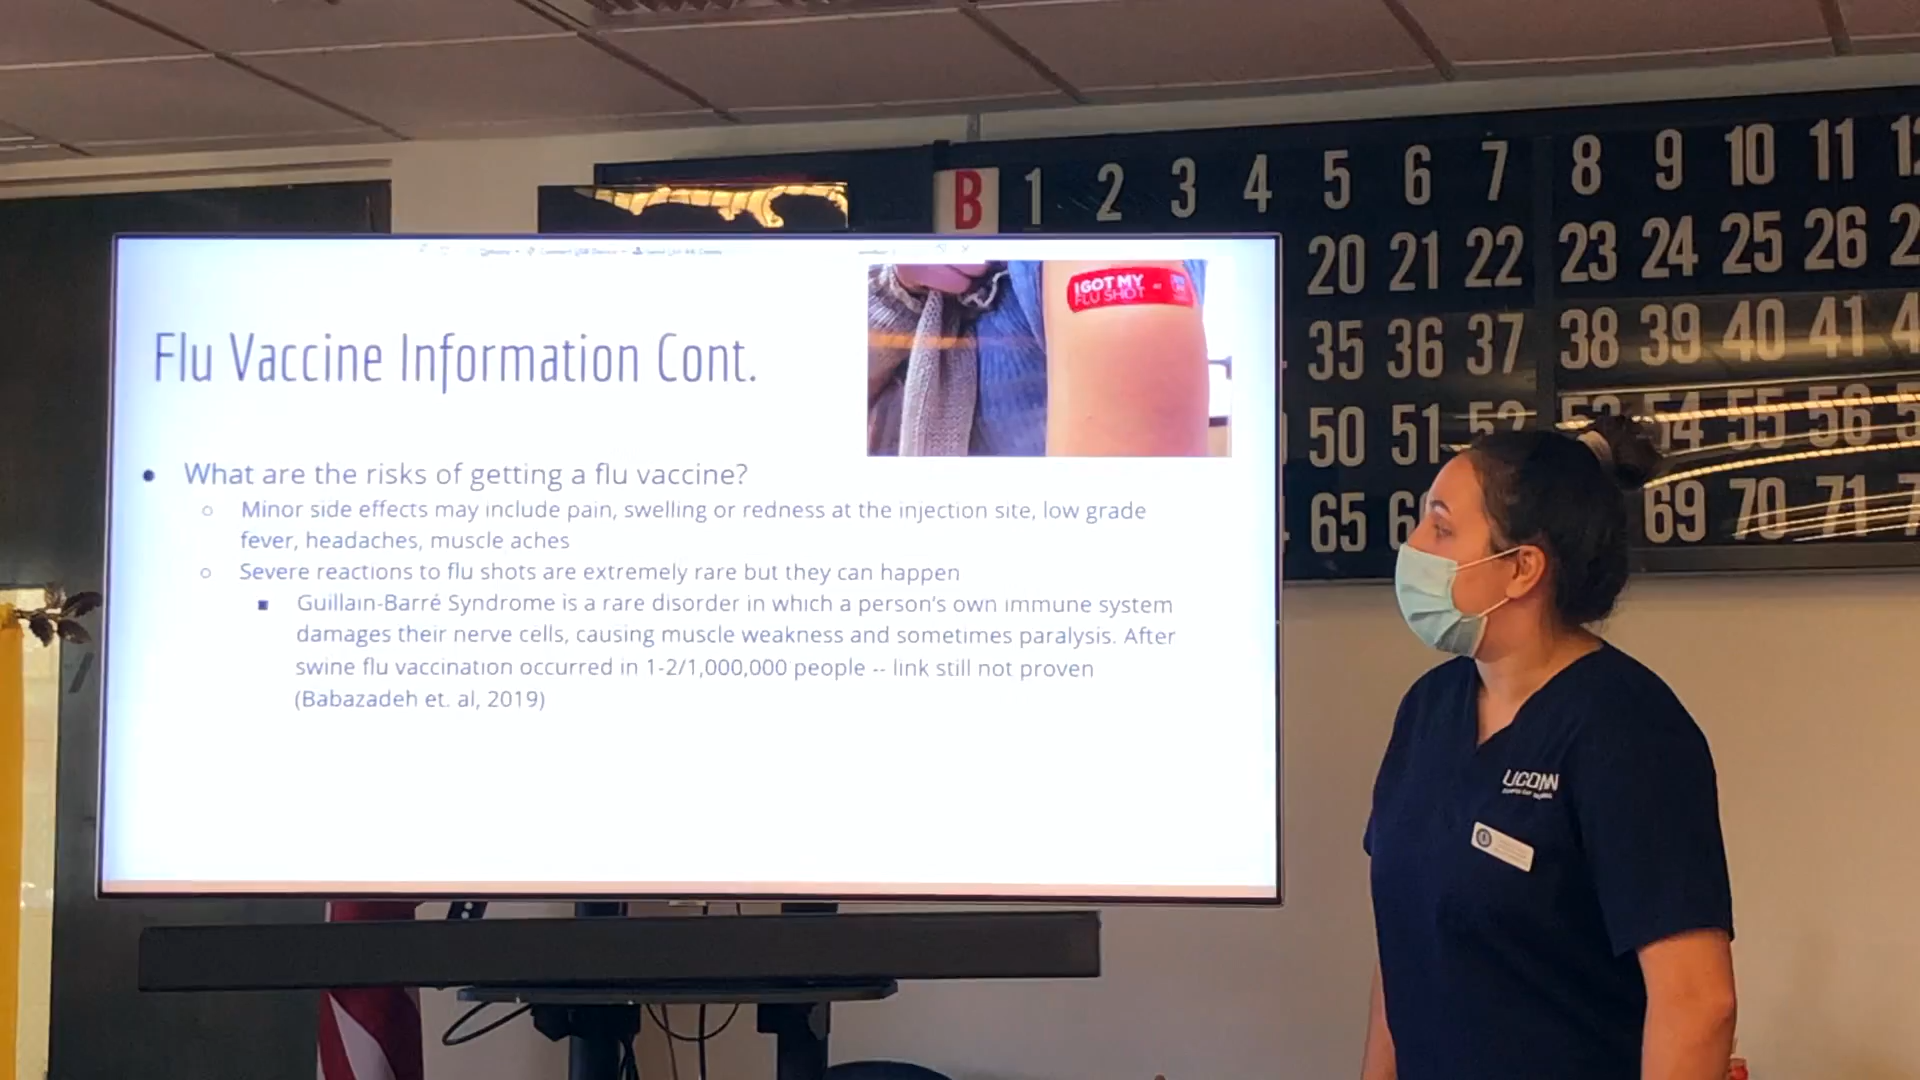 B 1 2 3 4 5 6 7 8 9 10 11
20 21 22 23 24 25 26
35 36 37 38 39 40 41
50 51 52 53 54 55 56
65 69 70 71
I GOT MY
FLU SHOT
Flu Vaccine Information Cont.
• What are the risks of getting a flu vaccine?
○ Minor side effects may include pain, swelling or redness at the injection site, low grade
fever, headaches, muscle aches
○ Severe reactions to flu shots are extremely rare but they can happen
■ Guillain-Barré Syndrome is a rare disorder in which a person's own immune system
damages their nerve cells, causing muscle weakness and sometimes paralysis. After
swine flu vaccination occurred in 1-2/1,000,000 people -- link still not proven
(Babazadeh et. al, 2019)
UCONN